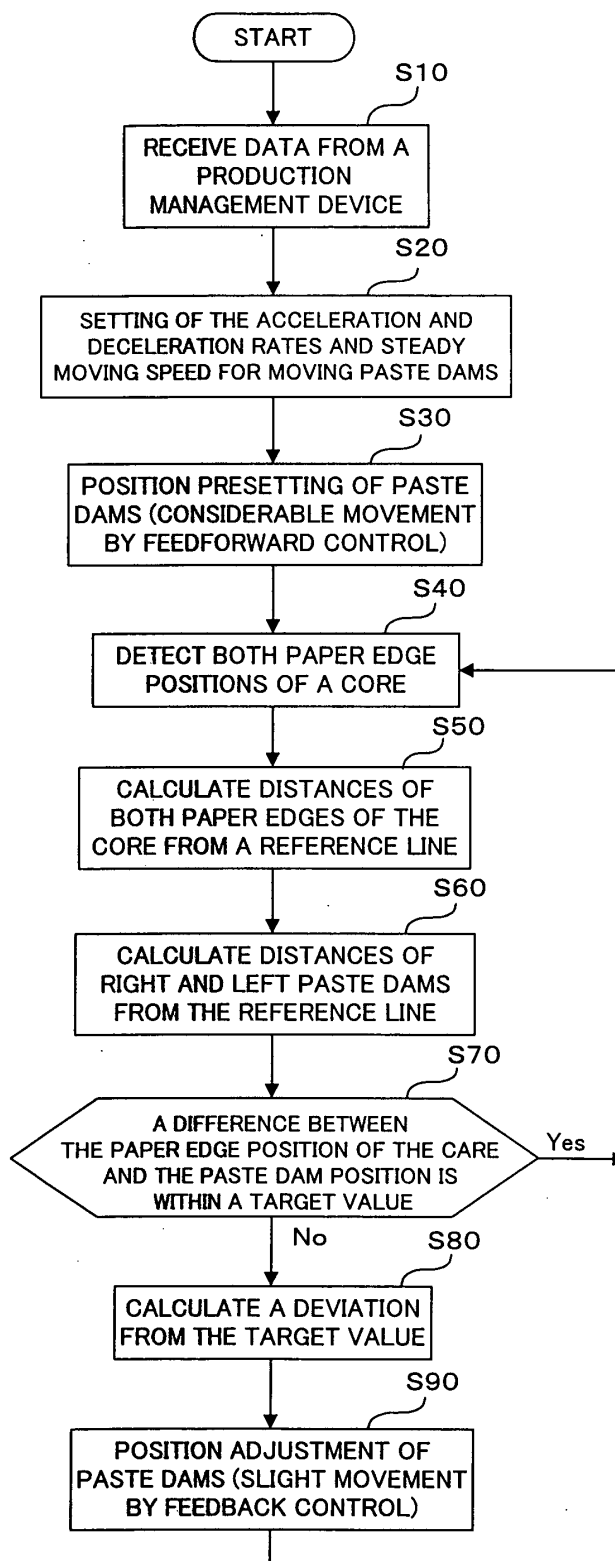 START
S10
RECEIVE DATA FROM A
PRODUCTION
MANAGEMENT DEVICE
S20
SETTING OF THE ACCELERATION AND
DECELERATION RATES AND STEADY
MOVING SPEED FOR MOVING PASTE DAMS
S30
POSITION PRESETTING OF PASTE
DAMS (CONSIDERABLE MOVEMENT
BY FEEDFORWARD CONTROL)
S40
DETECT BOTH PAPER EDGE
POSITIONS OF A CORE
S50
CALCULATE DISTANCES OF
BOTH PAPER EDGES OF THE
CORE FROM A REFERENCE LINE
S60
CALCULATE DISTANCES OF
RIGHT AND LEFT PASTE DAMS
FROM THE REFERENCE LINE
S70
A DIFFERENCE BETWEEN
THE PAPER EDGE POSITION OF THE CARE
AND THE PASTE DAM POSITION IS
WITHIN A TARGET VALUE
Yes
No
S80
CALCULATE A DEVIATION
FROM THE TARGET VALUE
S90
POSITION ADJUSTMENT OF
PASTE DAMS (SLIGHT MOVEMENT
BY FEEDBACK CONTROL)